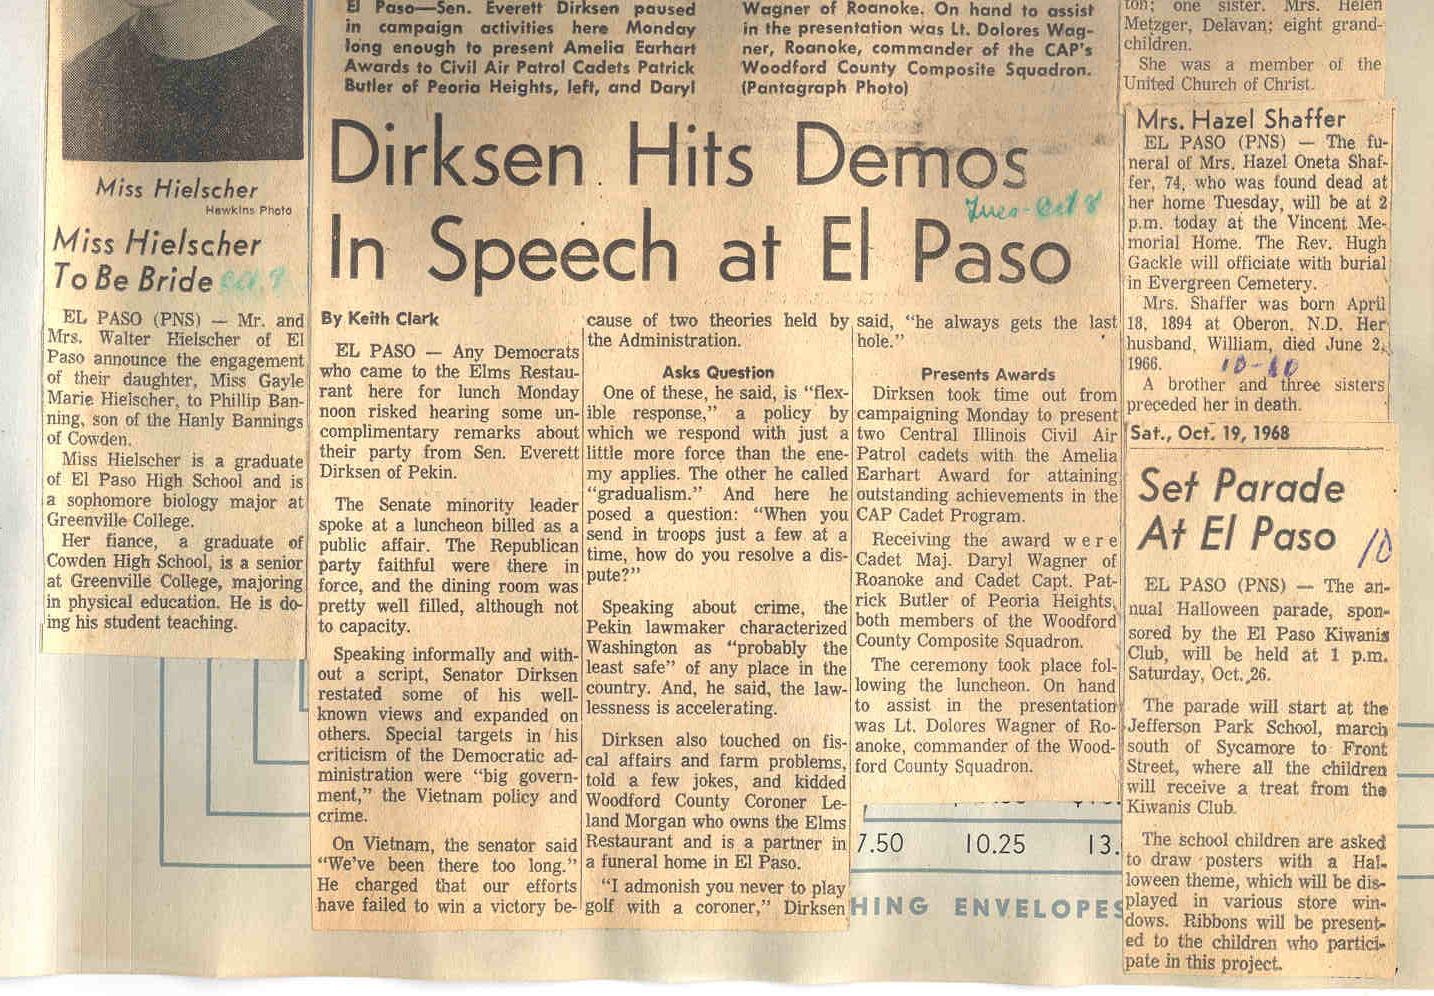 Miss Hielscher
Hawkins Photo
Miss Hielscher
To Be Bride
Oct. 8
EL PASO (PNS) — Mr. and
Mrs. Walter Hielscher of El
Paso announce the engagement
of their daughter, Miss Gayle
Marie Hielscher, to Phillip Ban-
ning, son of the Hanly Bannings
of Cowden.
Miss Hielscher is a graduate
of El Paso High School and is
a sophomore biology major at
Greenville College.
Her fiance, a graduate of
Cowden High School, is a senior
at Greenville College, majoring
in physical education. He is do-
ing his student teaching.
El Paso—Sen. Everett Dirksen paused
in campaign activities here Monday
long enough to present Amelia Earhart
Awards to Civil Air Patrol Cadets Patrick
Butler of Peoria Heights, left, and Daryl
Wagner of Roanoke. On hand to assist
in the presentation was Lt. Dolores Wag-
ner, Roanoke, commander of the CAP's
Woodford County Composite Squadron.
(Pantagraph Photo)
Dirksen Hits Demos
In Speech at El Paso
Tues-Oct 8
By Keith Clark
EL PASO — Any Democrats
who came to the Elms Restau-
rant here for lunch Monday
noon risked hearing some un-
complimentary remarks about
their party from Sen. Everett
Dirksen of Pekin.
The Senate minority leader
spoke at a luncheon billed as a
public affair. The Republican
party faithful were there in
force, and the dining room was
pretty well filled, although not
to capacity.
Speaking informally and with-
out a script, Senator Dirksen
restated some of his well-
known views and expanded on
others. Special targets in his
criticism of the Democratic ad-
ministration were "big govern-
ment," the Vietnam policy and
crime.
On Vietnam, the senator said
"We've been there too long."
He charged that our efforts
have failed to win a victory be-
cause of two theories held by
the Administration.
Asks Question
One of these, he said, is "flex-
ible response," a policy by
which we respond with just a
little more force than the ene-
my applies. The other he called
"gradualism." And here he
posed a question: "When you
send in troops just a few at a
time, how do you resolve a dis-
pute?"
Speaking about crime, the
Pekin lawmaker characterized
Washington as "probably the
least safe" of any place in the
country. And, he said, the law-
lessness is accelerating.
Dirksen also touched on fis-
cal affairs and farm problems,
told a few jokes, and kidded
Woodford County Coroner Le-
land Morgan who owns the Elms
Restaurant and is a partner in
a funeral home in El Paso.
"I admonish you never to play
golf with a coroner," Dirksen
said, "he always gets the last
hole."
Presents Awards
Dirksen took time out from
campaigning Monday to present
two Central Illinois Civil Air
Patrol cadets with the Amelia
Earhart Award for attaining
outstanding achievements in the
CAP Cadet Program.
Receiving the award were
Cadet Maj. Daryl Wagner of
Roanoke and Cadet Capt. Pat-
rick Butler of Peoria Heights,
both members of the Woodford
County Composite Squadron.
The ceremony took place fol-
lowing the luncheon. On hand
to assist in the presentation
was Lt. Dolores Wagner of Ro-
anoke, commander of the Wood-
ford County Squadron.
7.50 10.25 13.
HING ENVELOPES
ton; one sister. Mrs. Helen
Metzger, Delavan; eight grand-
children.
She was a member of the
United Church of Christ.
Mrs. Hazel Shaffer
EL PASO (PNS) — The fu-
neral of Mrs. Hazel Oneta Shaf-
fer, 74, who was found dead at
her home Tuesday, will be at 2
p.m. today at the Vincent Me-
morial Home. The Rev. Hugh
Gackle will officiate with burial
in Evergreen Cemetery.
Mrs. Shaffer was born April
18, 1894 at Oberon, N.D. Her
husband, William, died June 2,
1966.
10-10
A brother and three sisters
preceded her in death.
Sat., Oct. 19, 1968
Set Parade
At El Paso
10
EL PASO (PNS) — The an-
nual Halloween parade, spon-
sored by the El Paso Kiwanis
Club, will be held at 1 p.m.
Saturday, Oct. 26.
The parade will start at the
Jefferson Park School, march
south of Sycamore to Front
Street, where all the children
will receive a treat from the
Kiwanis Club.
The school children are asked
to draw posters with a Hal-
loween theme, which will be dis-
played in various store win-
dows. Ribbons will be present-
ed to the children who partici-
pate in this project.